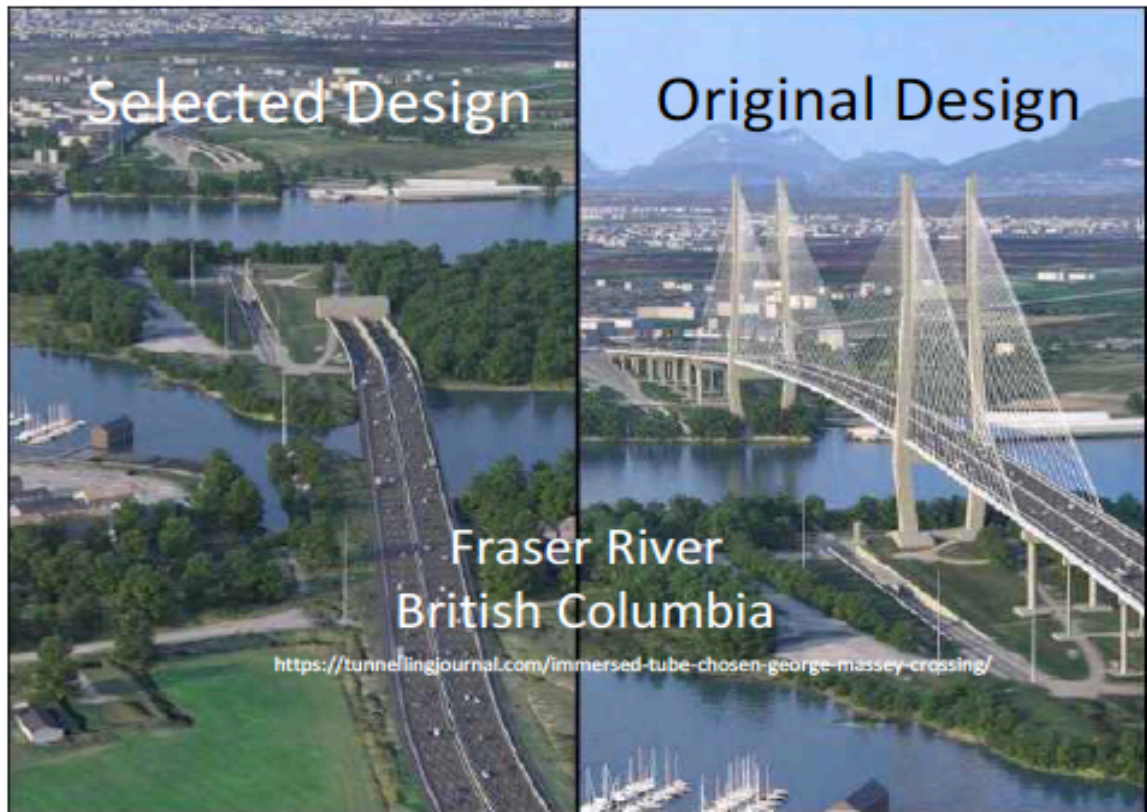 Selected Design
Original Design
Fraser River
British Columbia
https://tunnellingjournal.com/immersed-tube-chosen-george-massey-crossing/